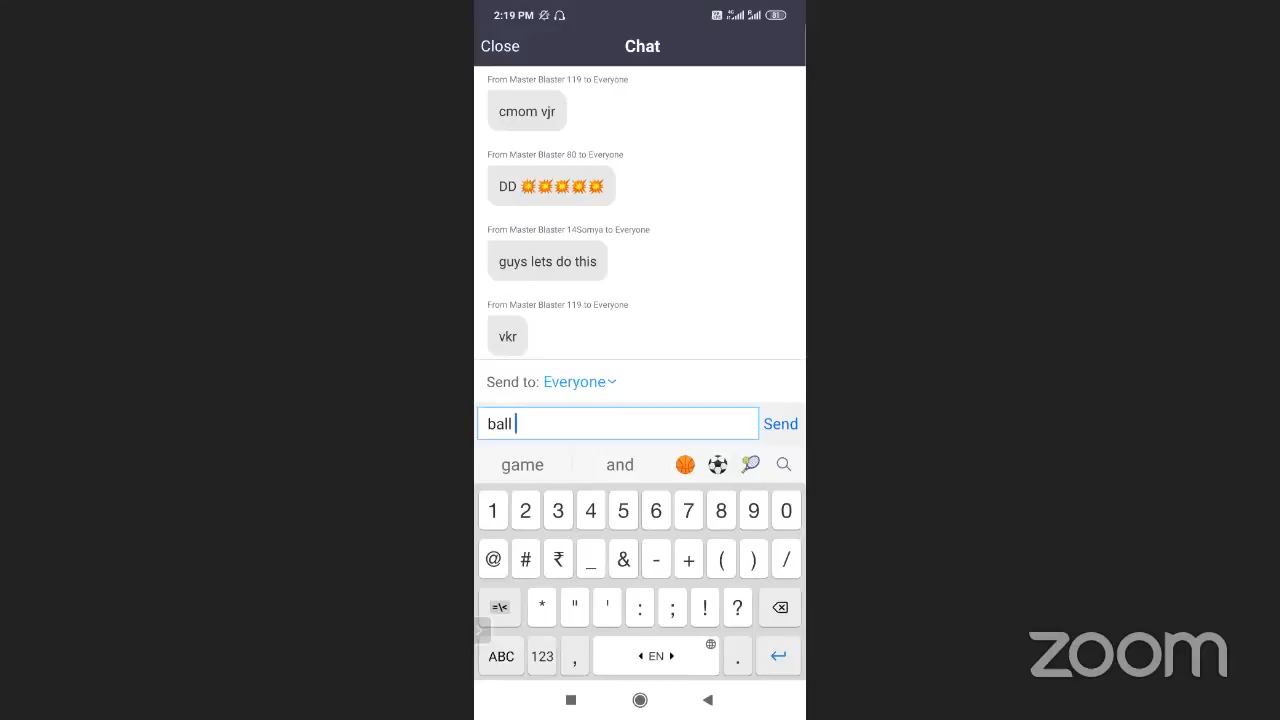 2:19 PM 4G R 81
Close Chat
From Master Blaster 119 to Everyone
cmom vjr
From Master Blaster 80 to Everyone
DD 💥💥💥💥💥
From Master Blaster 14Somya to Everyone
guys lets do this
From Master Blaster 119 to Everyone
vkr
Send to: Everyone
ball Send
game and 🏀 ⚽ 🎾
1 2 3 4 5 6 7 8 9 0
@ # ₹ _ & - + ( ) /
=\< * " ' : ; ! ?
ABC 123 , EN .
zoom